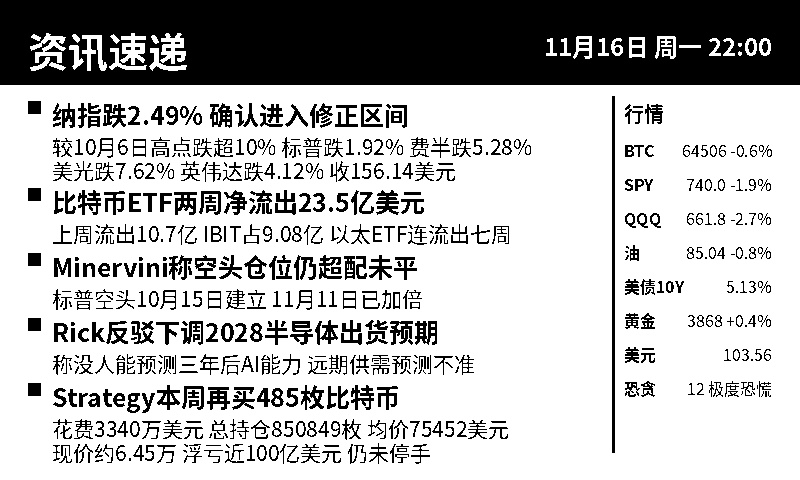 资讯速递
11月16日 周一 22:00
纳指跌2.49% 确认进入修正区间
较10月6日高点跌超10% 标普跌1.92% 费半跌5.28%
美光跌7.62% 英伟达跌4.12% 收156.14美元
比特币ETF两周净流出23.5亿美元
上周流出10.7亿 IBIT占9.08亿 以太ETF连流出七周
Minervini称空头仓位仍超配未平
标普空头10月15日建立 11月11日已加倍
Rick反驳下调2028半导体出货预期
称没人能预测三年后AI能力 远期供需预测不准
Strategy本周再买485枚比特币
花费3340万美元 总持仓850849枚 均价75452美元
现价约6.45万 浮亏近100亿美元 仍未停手
行情
BTC 64506 -0.6%
SPY 740.0 -1.9%
QQQ 661.8 -2.7%
油 85.04 -0.8%
美债10Y 5.13%
黄金 3868 +0.4%
美元 103.56
恐贪 12 极度恐慌